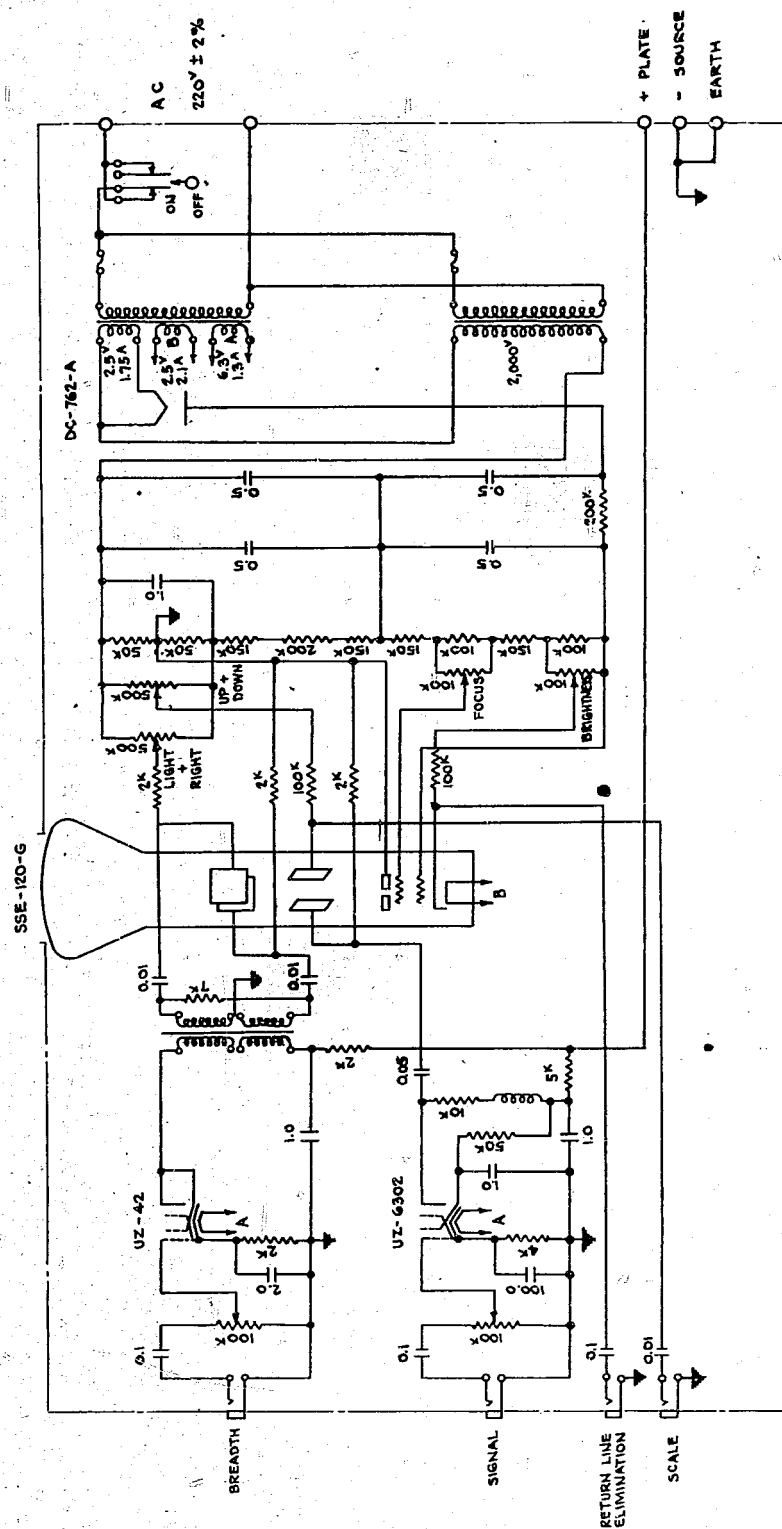 SSE-120-G
DC-762-A
AC
220V ± 2%
ON
OFF
+ PLATE
- SOURCE
EARTH
2.5V
1.75A
B
2.5V
2.1A
A
6.3V
1.3A
2,000V
0.5
0.5
0.5
0.5
200K
1.0
50K
50K
150K
200K
150K
150K
100K
150K
100K
500K
UP +
DOWN
500K
LIGHT
+
RIGHT
100K
FOCUS
100K
BRIGHTNES
2K
2K
100K
2K
100K
B
0.01
0.01
7K
2K
1.0
0.05
10K
5K
50K
1.0
1.0
UZ-42
A
2K
2.0
100K
0.1
BREADTH
UZ-6302
A
4K
100.0
100K
0.1
SIGNAL
0.1
RETURN LINE
ELIMINATION
0.01
SCALE